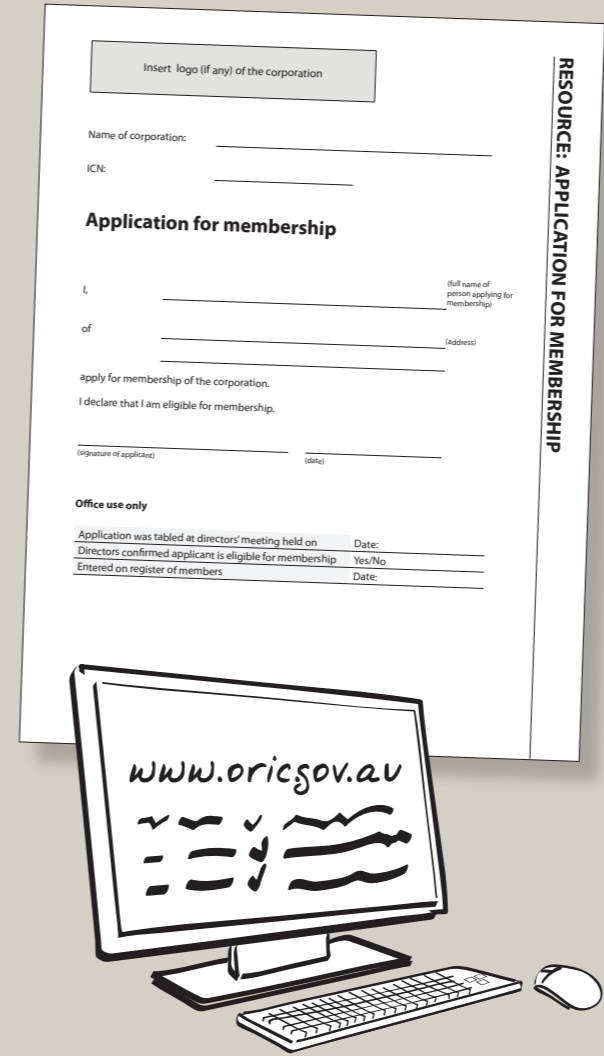 Insert logo (if any) of the corporation
Name of corporation:
ICN:
Application for membership
I,
(full name of
person applying for
membership)
of
(address)
apply for membership of the corporation.
I declare that I am eligible for membership.
(signature of applicant)
(date)
Office use only
Application was tabled at directors' meeting held on Date:
Directors confirmed applicant is eligible for membership Yes/No
Entered on register of members Date:
RESOURCE: APPLICATION FOR MEMBERSHIP
www.oric.gov.au